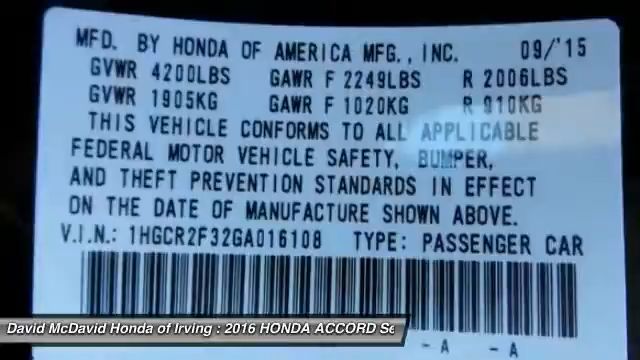 MFD. BY HONDA OF AMERICA MFG., INC. 09/'15
GVWR 4200LBS GAWR F 2249LBS R 2006LBS
GVWR 1905KG GAWR F 1020KG R 910KG
THIS VEHICLE CONFORMS TO ALL APPLICABLE
FEDERAL MOTOR VEHICLE SAFETY, BUMPER,
AND THEFT PREVENTION STANDARDS IN EFFECT
ON THE DATE OF MANUFACTURE SHOWN ABOVE.
V.I.N.: 1HGCR2F32GA016108 TYPE: PASSENGER CAR
David McDavid Honda of Irving : 2016 HONDA ACCORD Se
- A - A